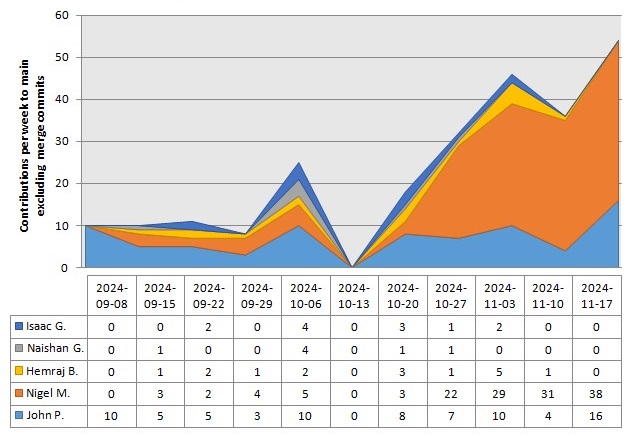 Contributions per week to main
excluding merge commits
60
50
40
30
20
10
0
2024-09-08 2024-09-15 2024-09-22 2024-09-29 2024-10-06 2024-10-13 2024-10-20 2024-10-27 2024-11-03 2024-11-10 2024-11-17
Isaac G. 0 0 2 0 4 0 3 1 2 0 0
Naishan G. 0 1 0 0 4 0 1 1 0 0 0
Hemraj B. 0 1 2 1 2 0 3 1 5 1 0
Nigel M. 0 3 2 4 5 0 3 22 29 31 38
John P. 10 5 5 3 10 0 8 7 10 4 16